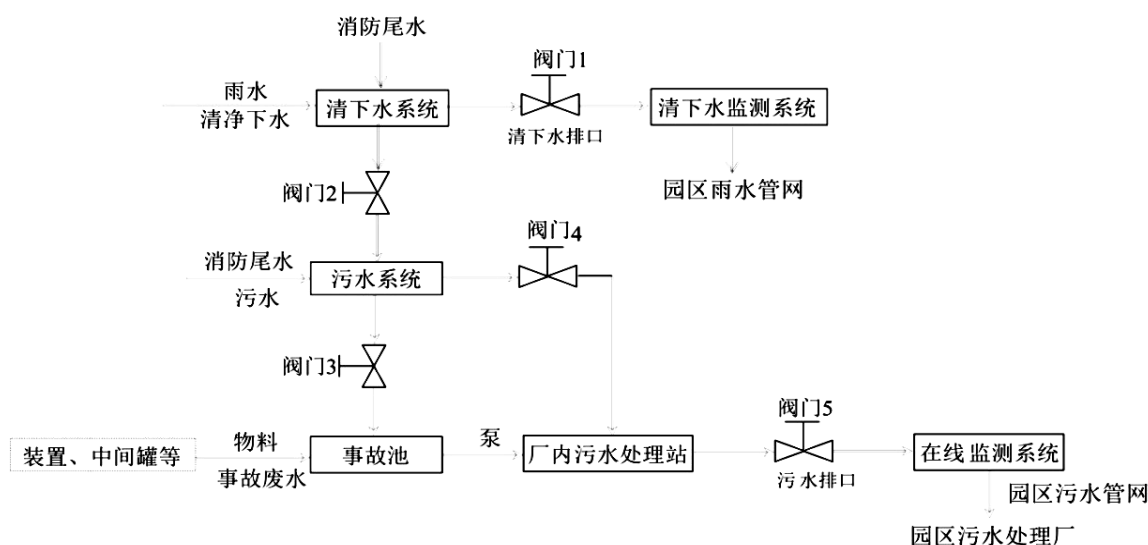 消防尾水
阀门1
雨水
清净下水
清下水系统
清下水监测系统
清下水排口
园区雨水管网
阀门2
阀门4
消防尾水
污水
污水系统
阀门3
阀门5
装置、中间罐等
物料
事故废水
事故池
泵
厂内污水处理站
污水排口
在线监测系统
园区污水管网
园区污水处理厂